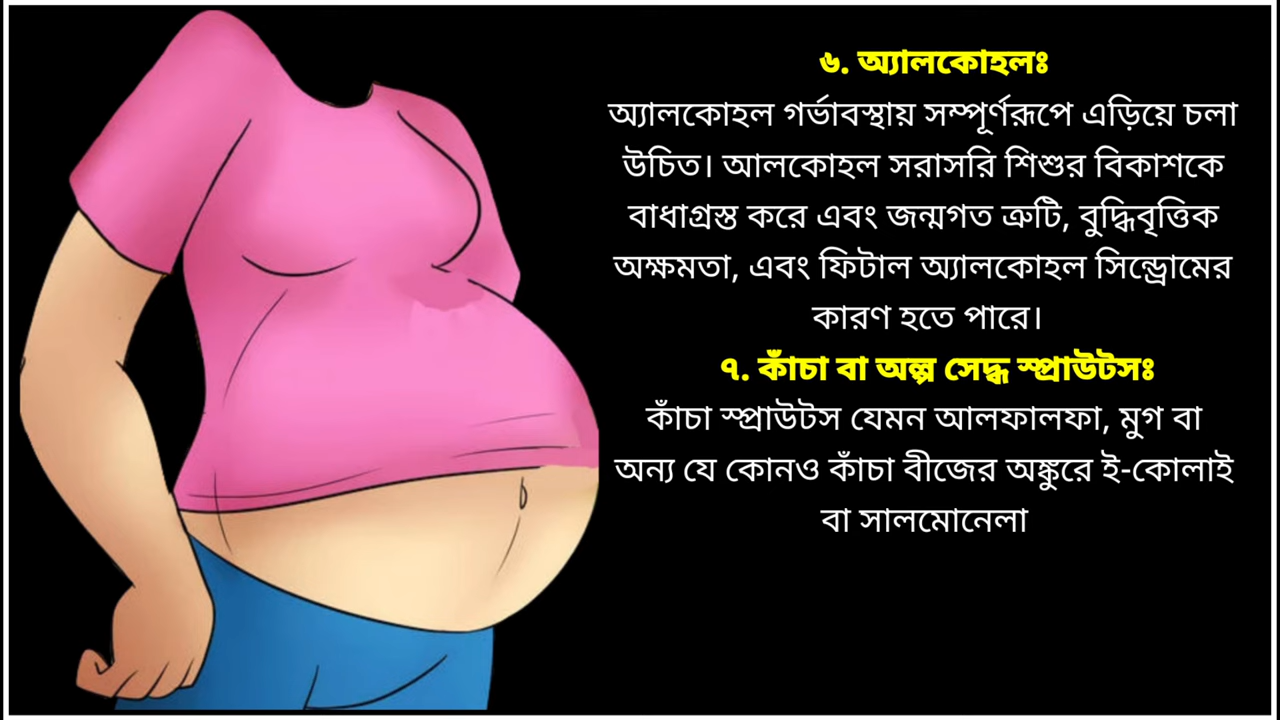 ৬. অ্যালকোহলঃ
অ্যালকোহল গর্ভাবস্থায় সম্পূর্ণরূপে এড়িয়ে চলা
উচিত। আলকোহল সরাসরি শিশুর বিকাশকে
বাধাগ্রস্ত করে এবং জন্মগত ত্রুটি, বুদ্ধিবৃত্তিক
অক্ষমতা, এবং ফিটাল অ্যালকোহল সিন্ড্রোমের
কারণ হতে পারে।
৭. কাঁচা বা অল্প সেদ্ধ স্প্রাউটসঃ
কাঁচা স্প্রাউটস যেমন আলফালফা, মুগ বা
অন্য যে কোনও কাঁচা বীজের অঙ্কুরে ই-কোলাই
বা সালমোনেলা